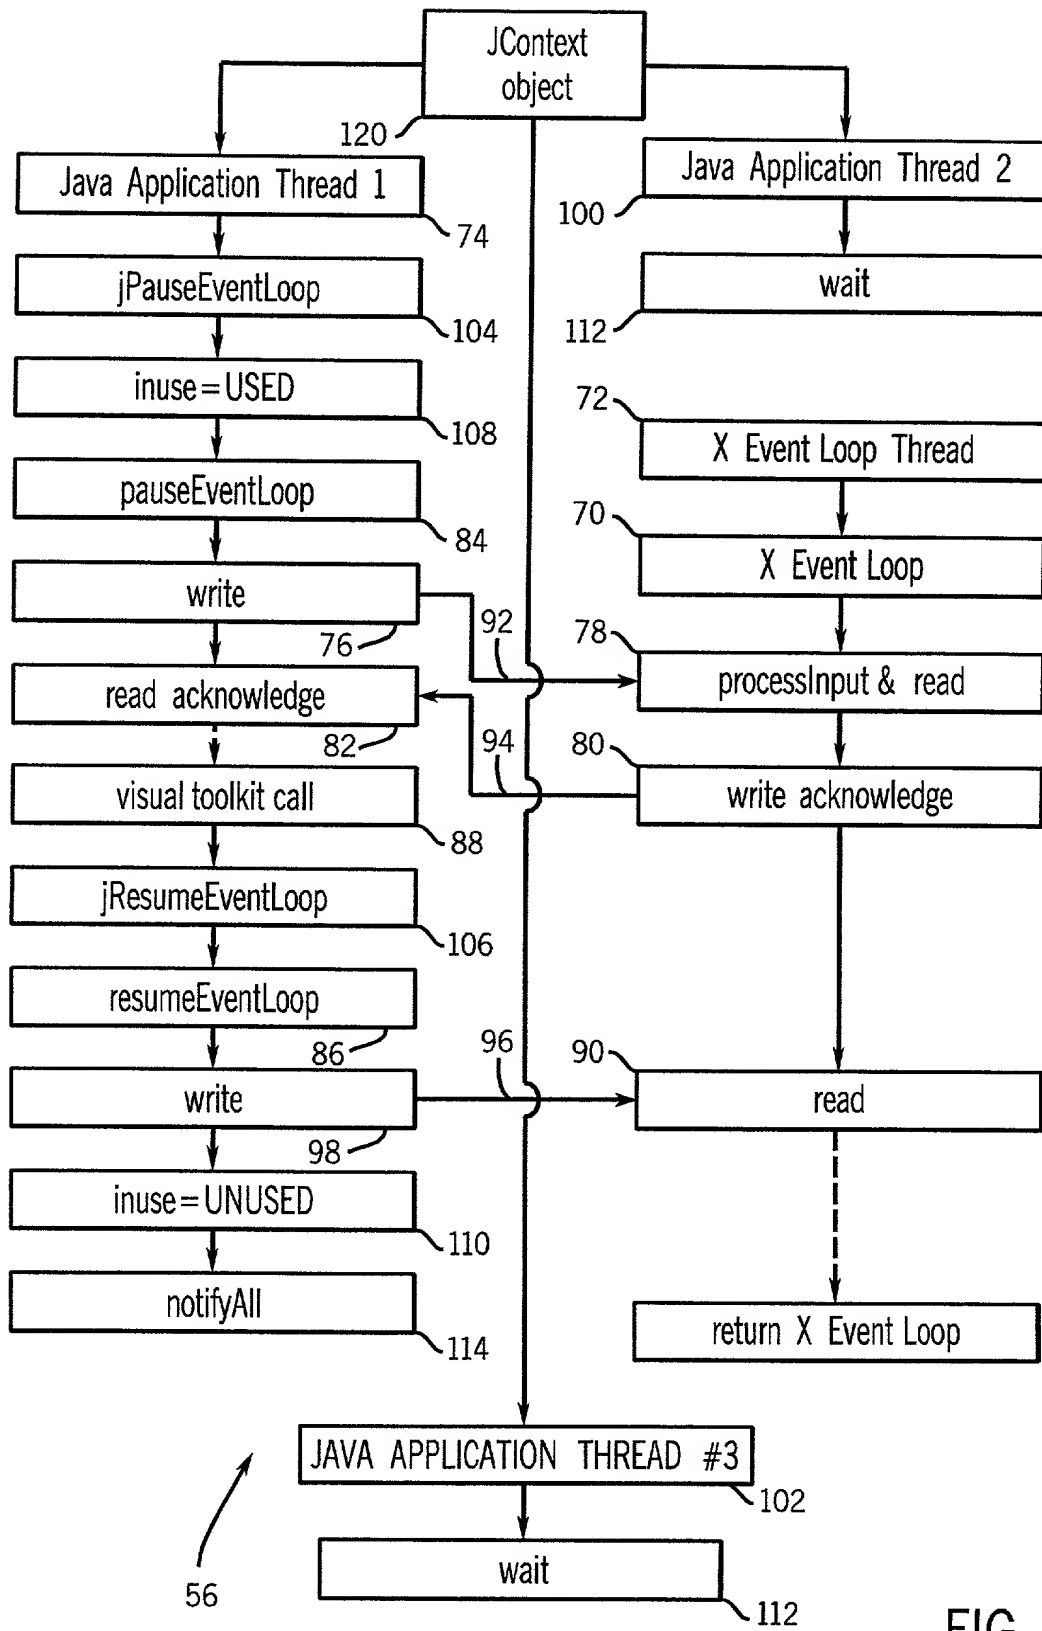 JContext
object
120
Java Application Thread 1
74
jPauseEventLoop
104
inuse=USED
108
pauseEventLoop
84
write
76
92
read acknowledge
82
94
visual toolkit call
88
jResumeEventLoop
106
resumeEventLoop
86
96
write
98
inuse=UNUSED
110
notifyAll
114
Java Application Thread 2
100
wait
112
72
X Event Loop Thread
70
X Event Loop
78
processInput & read
80
write acknowledge
90
read
return X Event Loop
JAVA APPLICATION THREAD #3
102
wait
112
56
FIG